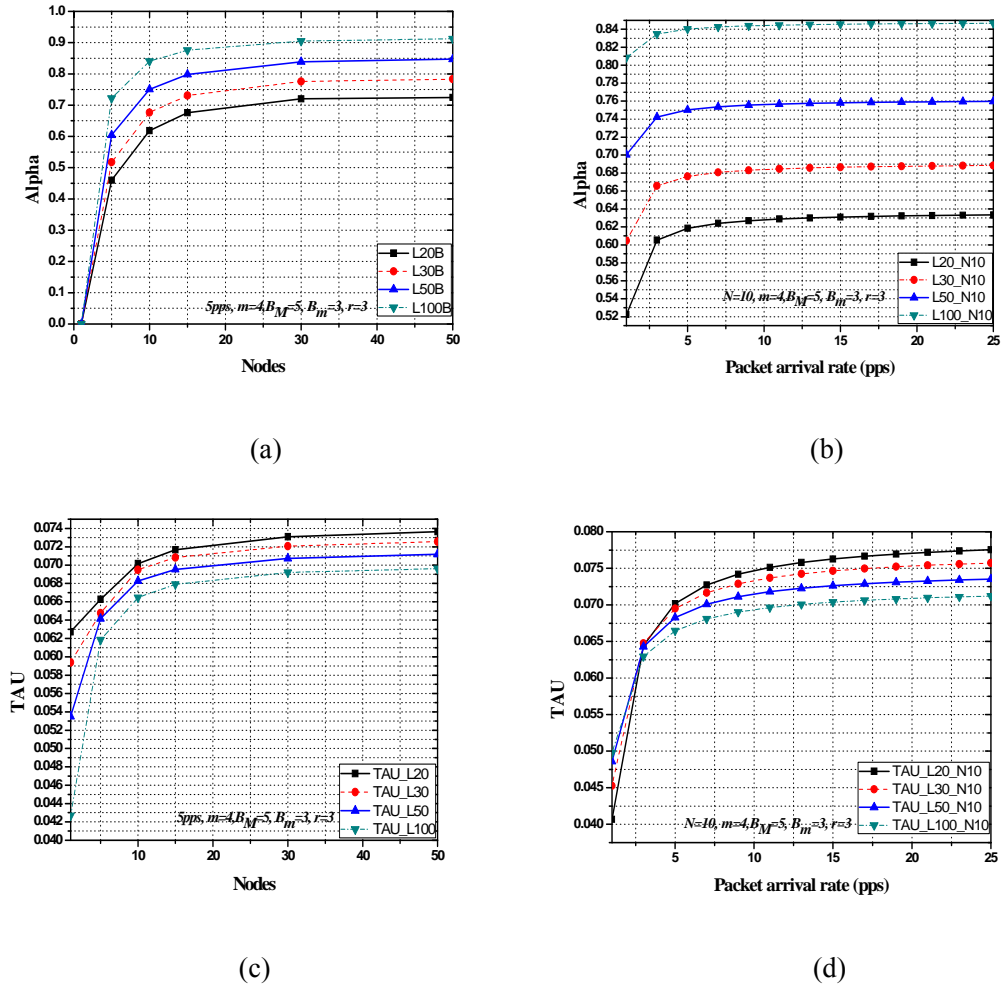 1.0
0.9
0.8
0.7
0.6
0.5
0.4
0.3
0.2
0.1
0.0
Alpha
0 10 20 30 40 50
Nodes
L20B
L30B
L50B
L100B
5pps, m=4,B_M=5, B_m=3, r=3
(a)
0.84
0.82
0.80
0.78
0.76
0.74
0.72
0.70
0.68
0.66
0.64
0.62
0.60
0.58
0.56
0.54
0.52
Alpha
5 10 15 20 25
Packet arrival rate (pps)
L20_N10
L30_N10
L50_N10
L100_N10
N=10, m=4,B_M=5, B_m=3, r=3
(b)
0.074
0.072
0.070
0.068
0.066
0.064
0.062
0.060
0.058
0.056
0.054
0.052
0.050
0.048
0.046
0.044
0.042
0.040
TAU
10 20 30 40 50
Nodes
TAU_L20
TAU_L30
TAU_L50
TAU_L100
5pps, m=4,B_M=5, B_m=3, r=3
(c)
0.080
0.075
0.070
0.065
0.060
0.055
0.050
0.045
0.040
TAU
5 10 15 20 25
Packet arrival rate (pps)
TAU_L20_N10
TAU_L30_N10
TAU_L50_N10
TAU_L100_N10
N=10, m=4,B_M=5, B_m=3, r=3
(d)